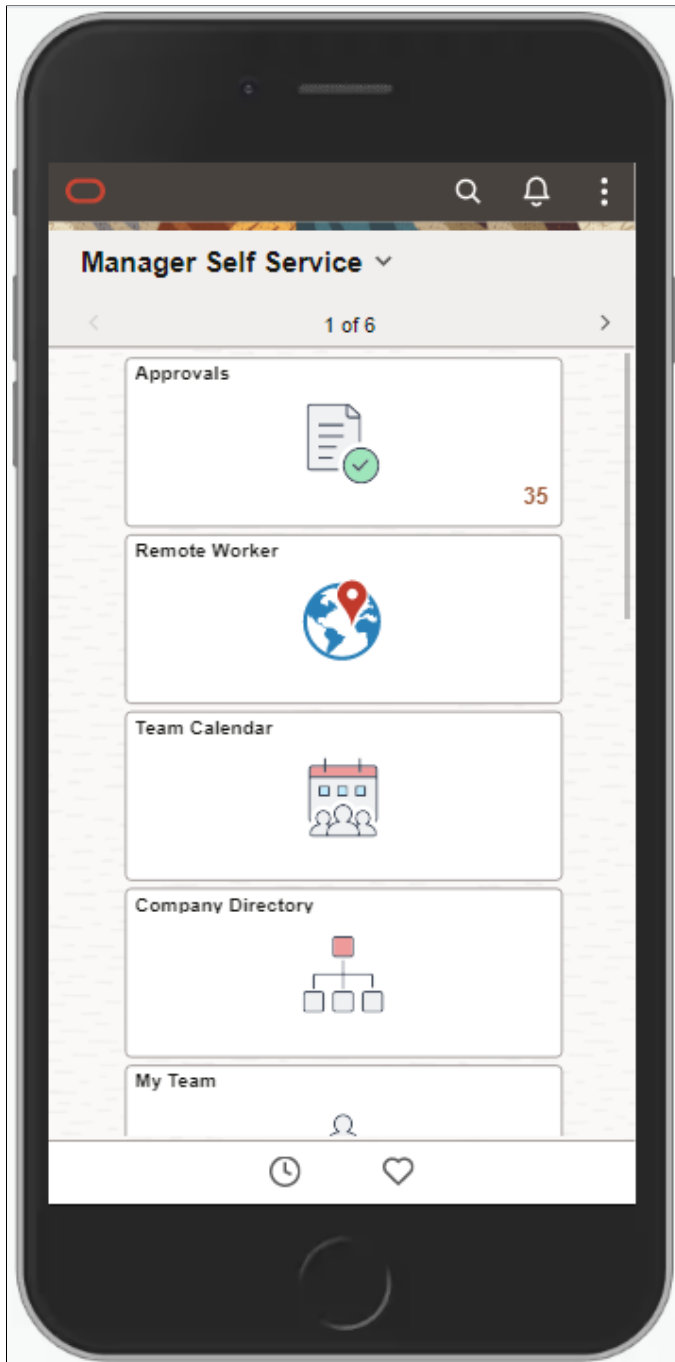 Manager Self Service
1 of 6
Approvals
35
Remote Worker
Team Calendar
Company Directory
My Team